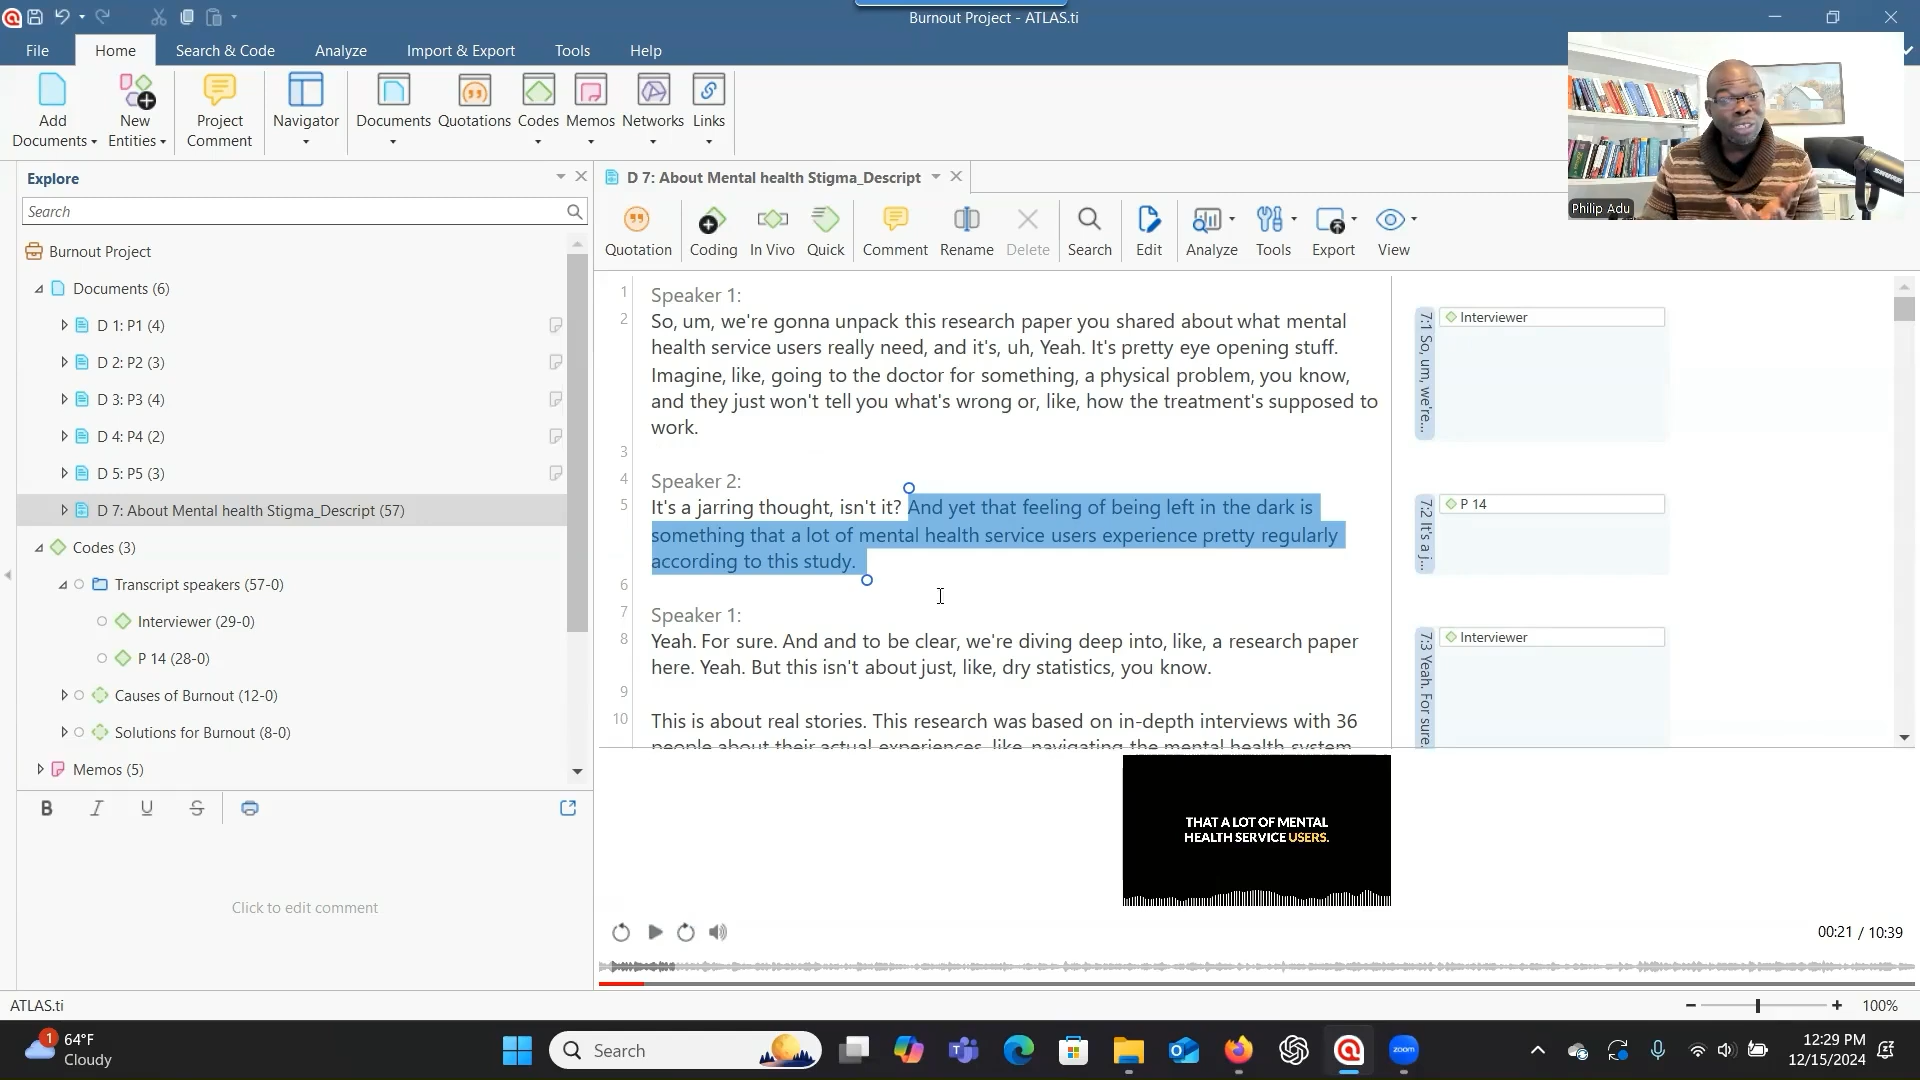 Burnout Project - ATLAS.ti
File
Home
Search & Code
Analyze
Import & Export
Tools
Help
Add
Documents
New
Entities
Project
Comment
Navigator
Documents
Quotations
Codes
Memos
Networks
Links
Philip Adu
Explore
Search
Burnout Project
Documents (6)
D 1: P1 (4)
D 2: P2 (3)
D 3: P3 (4)
D 4: P4 (2)
D 5: P5 (3)
D 7: About Mental health Stigma_Descript (57)
Codes (3)
Transcript speakers (57-0)
Interviewer (29-0)
P 14 (28-0)
Causes of Burnout (12-0)
Solutions for Burnout (8-0)
Memos (5)
B I U S
Click to edit comment
D 7: About Mental health Stigma_Descript
Quotation
Coding
In Vivo
Quick
Comment
Rename
Delete
Search
Edit
Analyze
Tools
Export
View
1 Speaker 1:
2 So, um, we're gonna unpack this research paper you shared about what mental
health service users really need, and it's, uh, Yeah. It's pretty eye opening stuff.
Imagine, like, going to the doctor for something, a physical problem, you know,
and they just won't tell you what's wrong or, like, how the treatment's supposed to
work.
3
4 Speaker 2:
5 It's a jarring thought, isn't it? And yet that feeling of being left in the dark is
something that a lot of mental health service users experience pretty regularly
according to this study.
6
7 Speaker 1:
8 Yeah. For sure. And and to be clear, we're diving deep into, like, a research paper
here. Yeah. But this isn't about just, like, dry statistics, you know.
9
10 This is about real stories. This research was based on in-depth interviews with 36
people about their actual experiences, like, navigating the mental health system
7:1 So, um, we're...
Interviewer
7:2 It's a j...
P 14
7:3 Yeah. For sure.
Interviewer
THAT A LOT OF MENTAL
HEALTH SERVICE USERS.
00:21 / 10:39
ATLAS.ti
100%
1
64°F
Cloudy
Search
zoom
12:29 PM
12/15/2024